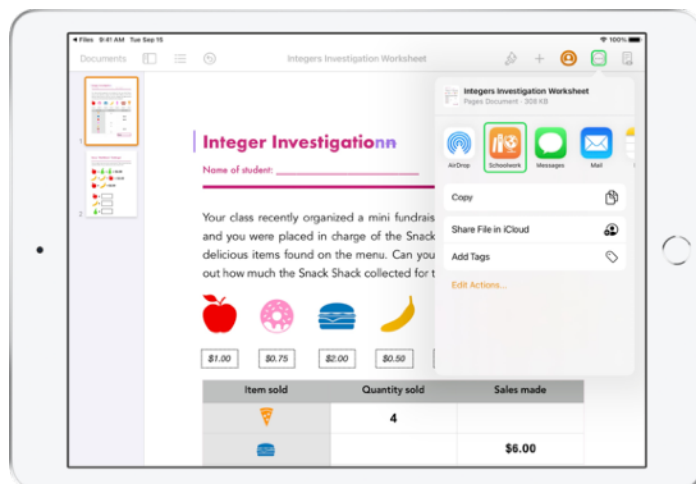 ◀ Files 9:41 AM Tue Sep 15
100%
Documents
Integers Investigation Worksheet
Integers Investigation Worksheet
Pages Document - 308 KB
AirDrop
Schoolwork
Messages
Mail
Copy
Share File in iCloud
Add Tags
Edit Actions...
1
2
Integer Investigationn
Name of student:
Your class recently organized a mini fundrais
and you were placed in charge of the Snack
delicious items found on the menu. Can you
out how much the Snack Shack collected for t
$1.00 $0.75 $2.00 $0.50
Item sold Quantity sold Sales made
4
$6.00